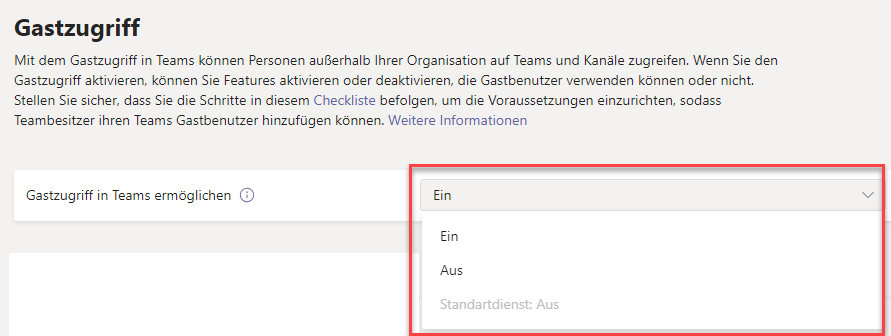 Gastzugriff
Mit dem Gastzugriff in Teams können Personen außerhalb Ihrer Organisation auf Teams und Kanäle zugreifen. Wenn Sie den
Gastzugriff aktivieren, können Sie Features aktivieren oder deaktivieren, die Gastbenutzer verwenden können oder nicht.
Stellen Sie sicher, dass Sie die Schritte in diesem Checkliste befolgen, um die Voraussetzungen einzurichten, sodass
Teambesitzer ihren Teams Gastbenutzer hinzufügen können. Weitere Informationen
Gastzugriff in Teams ermöglichen
Ein
Ein
Aus
Standartdienst: Aus